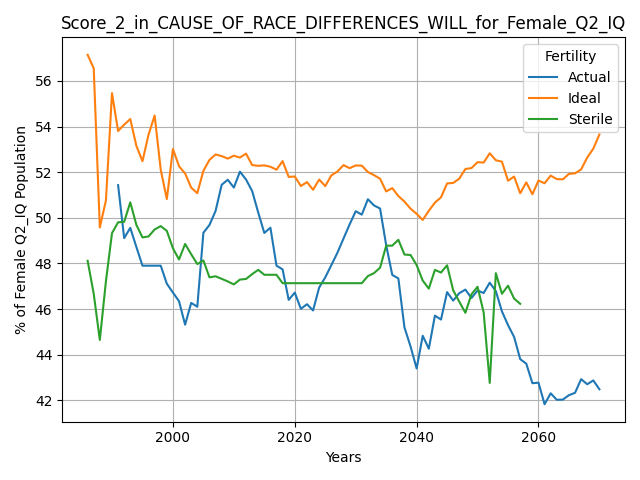 Score_2_in_CAUSE_OF_RACE_DIFFERENCES_WILL_for_Female_Q2_IQ
Fertility
Actual
Ideal
Sterile
% of Female Q2_IQ Population
56
54
52
50
48
46
44
42
2000
2020
2040
2060
Years